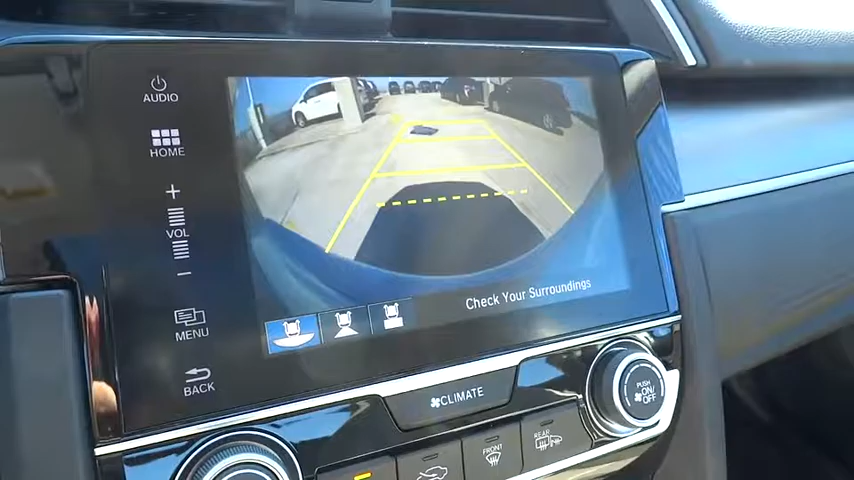 AUDIO
HOME
+
VOL
−
MENU
BACK
Check Your Surroundings
CLIMATE
PUSH
ON/
OFF
FRONT
REAR